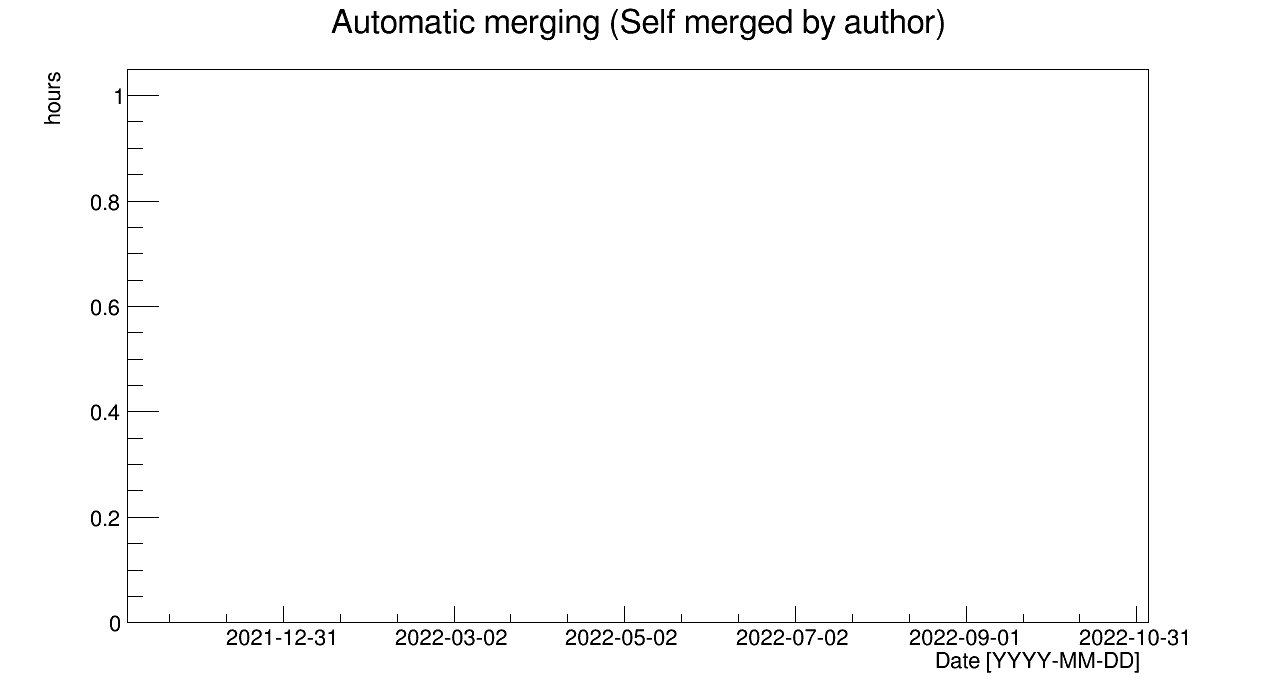 Automatic merging (Self merged by author)
hours
1
0.8
0.6
0.4
0.2
0
2021-12-31 2022-03-02 2022-05-02 2022-07-02 2022-09-01 2022-10-31
Date [YYYY-MM-DD]